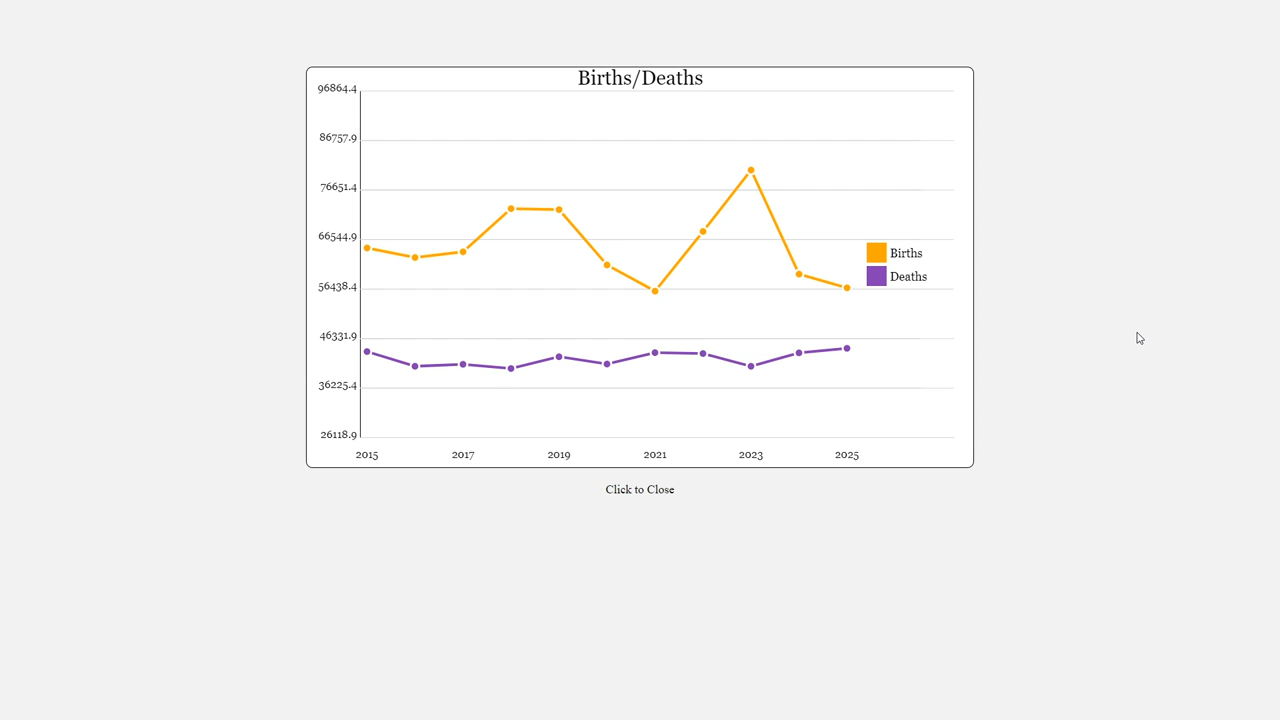 Births/Deaths
96864.4
86757.9
76651.4
66544.9
56438.4
46331.9
36225.4
26118.9
2015 2017 2019 2021 2023 2025
Births
Deaths
Click to Close